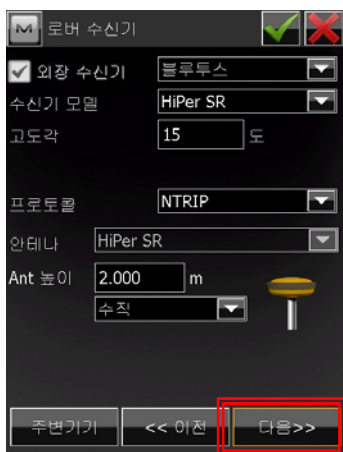 로버 수신기
외장 수신기 블루투스
수신기 모델 HiPer SR
고도각 15 도
프로토콜 NTRIP
안테나 HiPer SR
Ant 높이 2.000 m
수직
주변기기 << 이전 다음>>